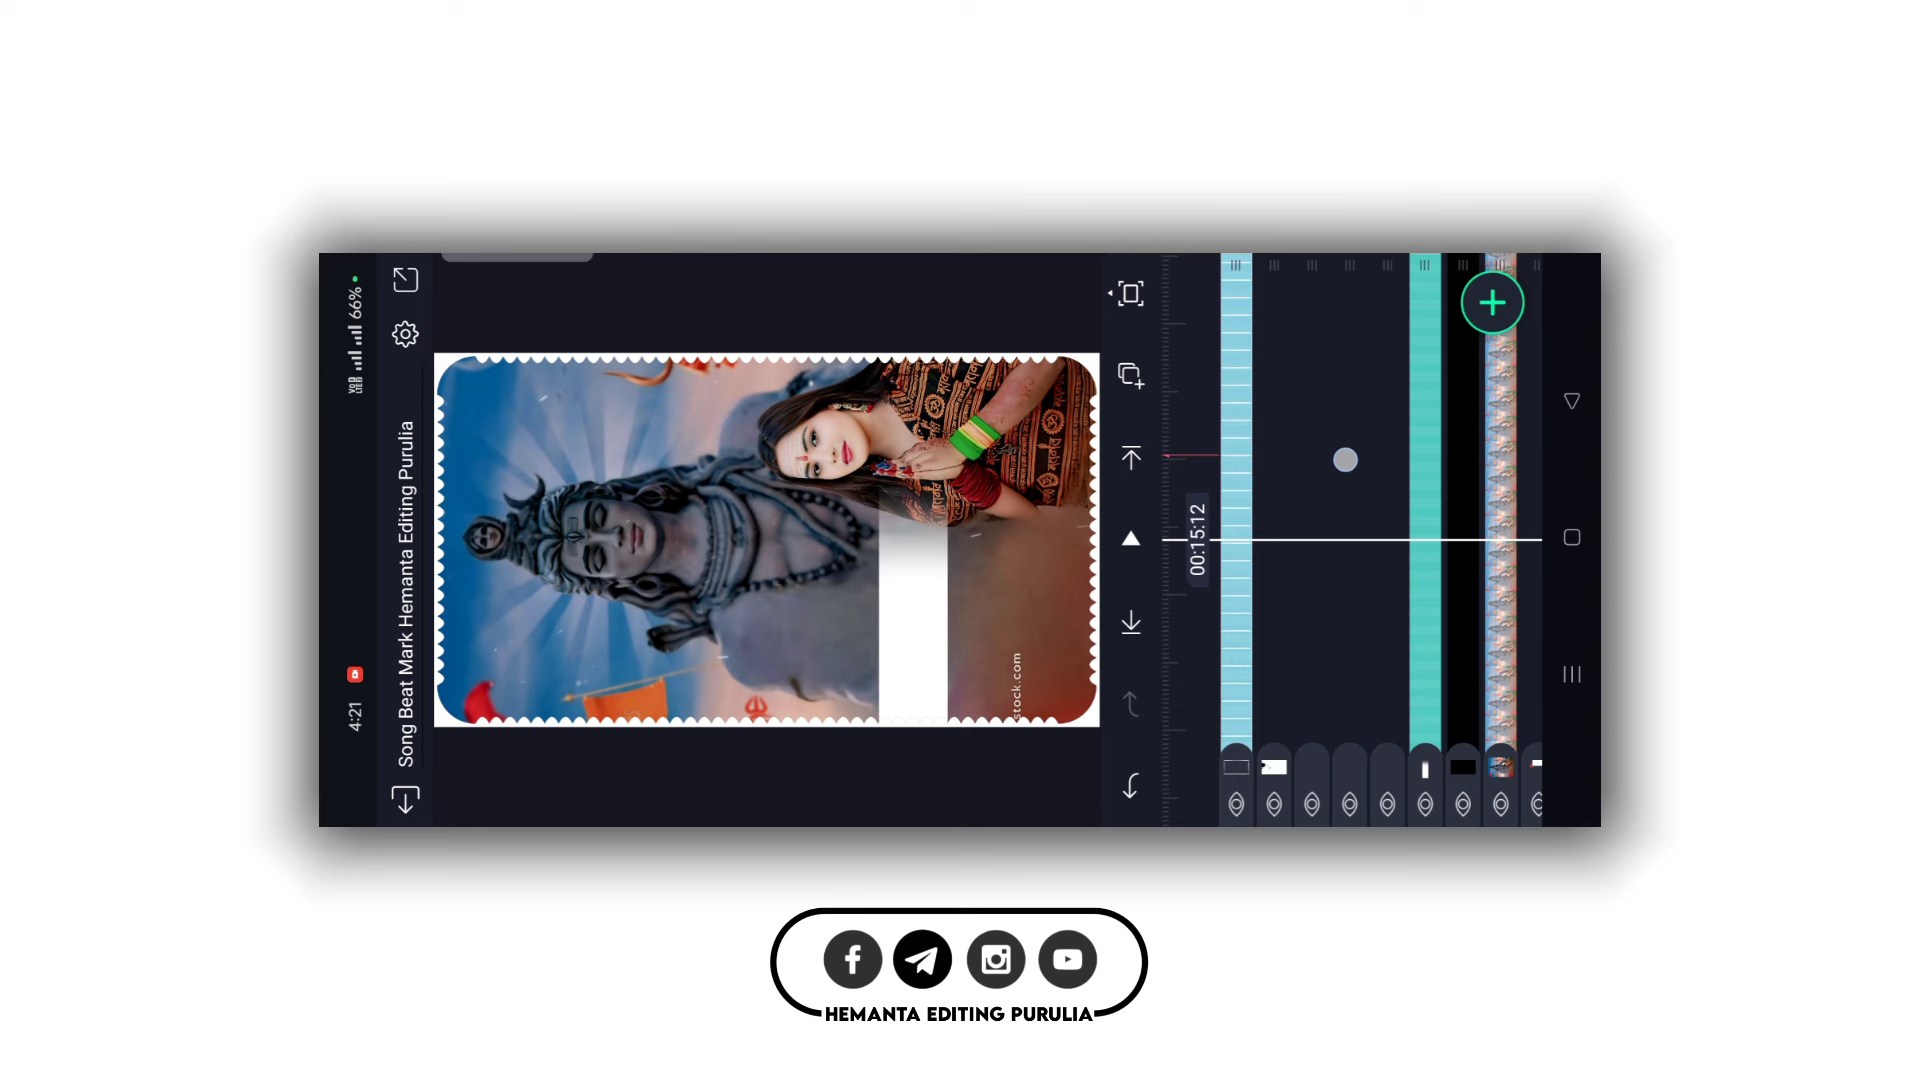 4:21
66%
Song Beat Mark Hemanta Editing Purulia
stock.com
00:15:12
HEMANTA EDITING PURULIA